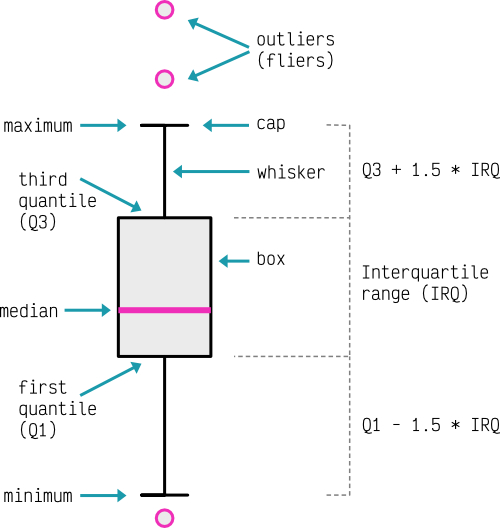 outliers
(fliers)
maximum
cap
whisker
Q3 + 1.5 * IRQ
third
quantile
(Q3)
box
Interquartile
range (IRQ)
median
first
quantile
(Q1)
Q1 - 1.5 * IRQ
minimum